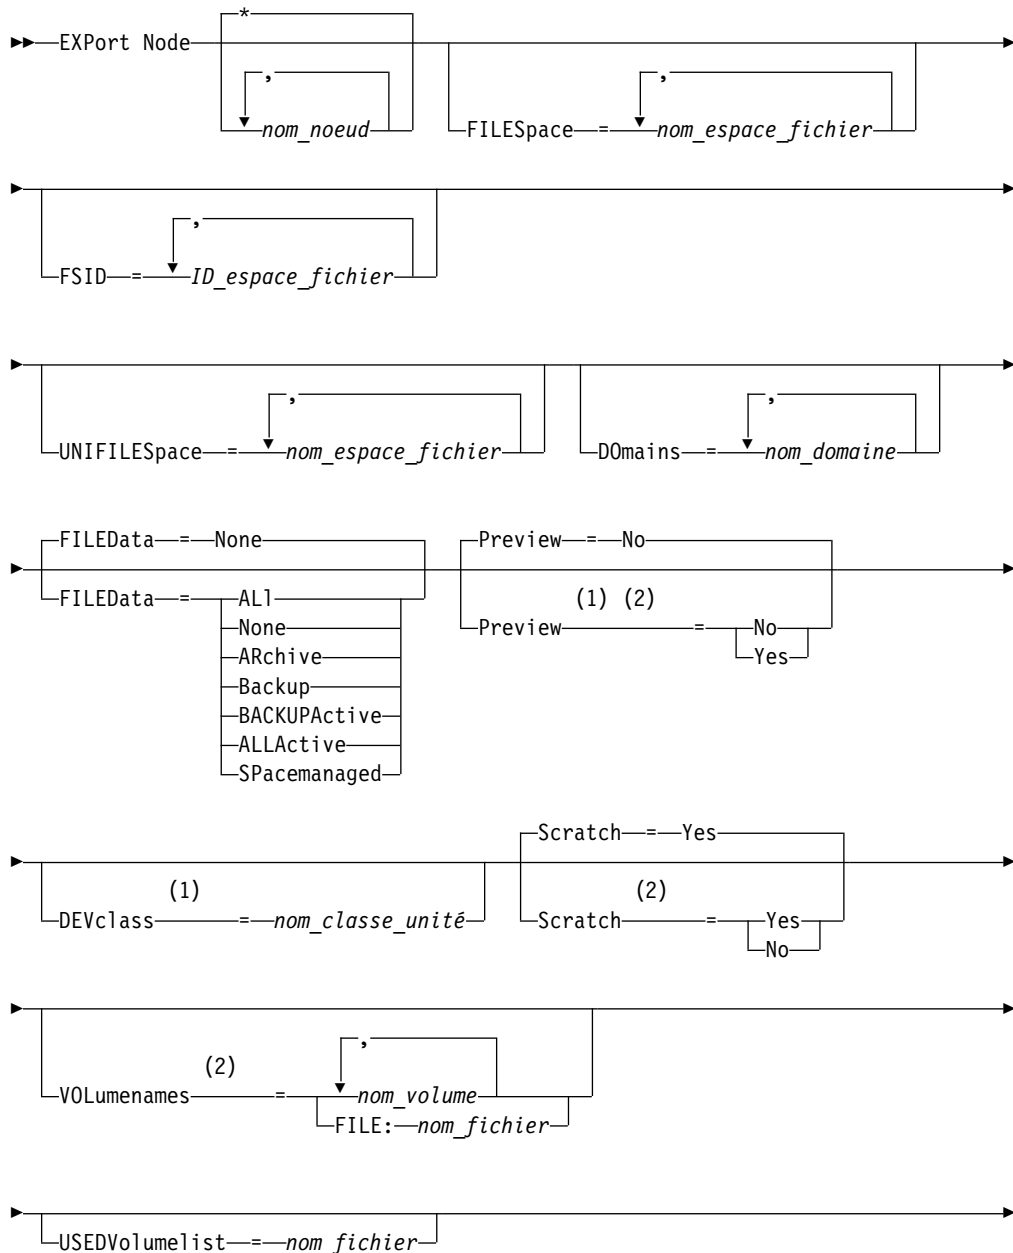 *
EXPort Node
,
nom_noeud
,
FILESpace = nom_espace_fichier
,
FSID = ID_espace_fichier
,
UNIFILESpace = nom_espace_fichier
,
DOmains = nom_domaine
FILEData = None
FILEData = ALl
None
ARchive
Backup
BACKUPActive
ALLActive
SPacemanaged
Preview = No
(1) (2)
Preview = No
Yes
(1)
DEVclass = nom_classe_unité
Scratch = Yes
(2)
Scratch = Yes
No
,
(2)
VOLumenames = nom_volume
FILE: nom_fichier
USEDVolumelist = nom_fichier